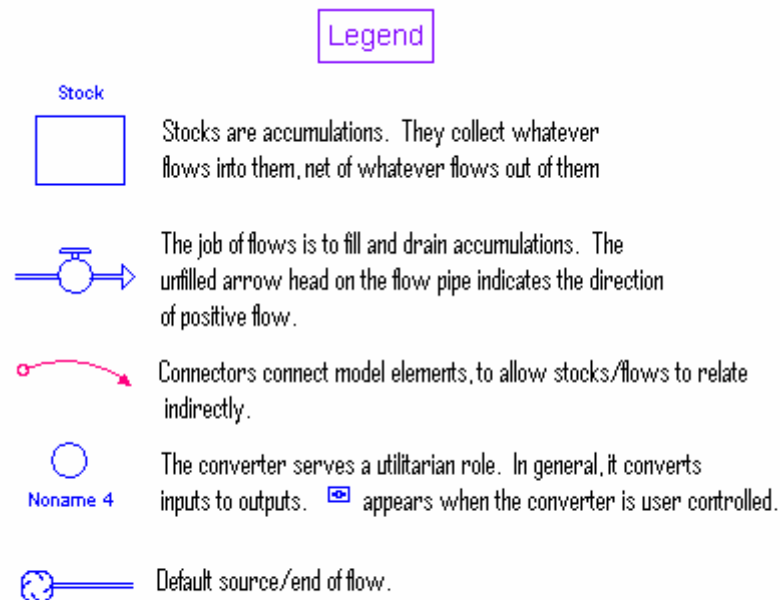 Legend
Stock
Stocks are accumulations. They collect whatever
flows into them, net of whatever flows out of them
The job of flows is to fill and drain accumulations. The
unfilled arrow head on the flow pipe indicates the direction
of positive flow.
Connectors connect model elements, to allow stocks/flows to relate
indirectly.
Noname 4
The converter serves a utilitarian role. In general, it converts
inputs to outputs. appears when the converter is user controlled.
Default source/end of flow.